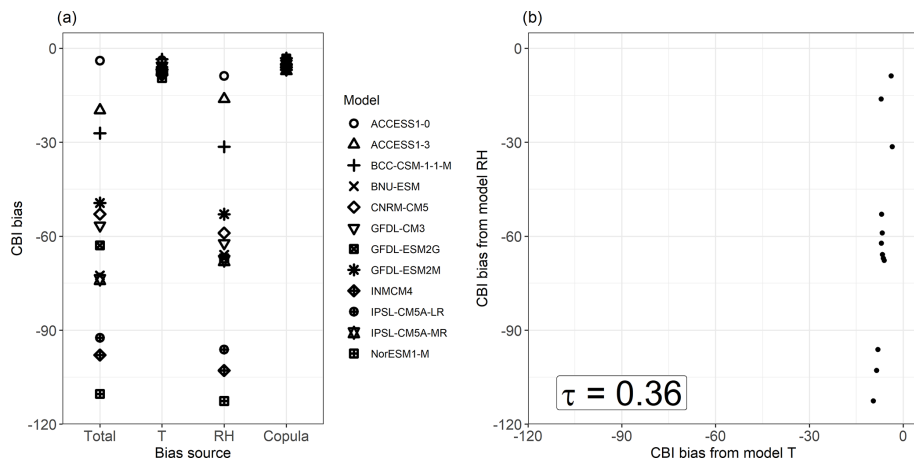 (a)
0
-30
-60
-90
-120
CBI bias
Total
T
RH
Copula
Bias source
Model
ACCESS1-0
ACCESS1-3
BCC-CSM-1-1-M
BNU-ESM
CNRM-CM5
GFDL-CM3
GFDL-ESM2G
GFDL-ESM2M
INMCM4
IPSL-CM5A-LR
IPSL-CM5A-MR
NorESM1-M
(b)
0
-30
-60
-90
-120
CBI bias from model RH
τ = 0.36
-120
-90
-60
-30
0
CBI bias from model T